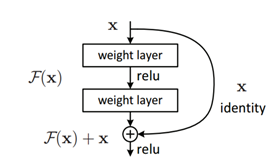 x
weight layer
relu
F(x)
weight layer
x
identity
F(x) + x
relu